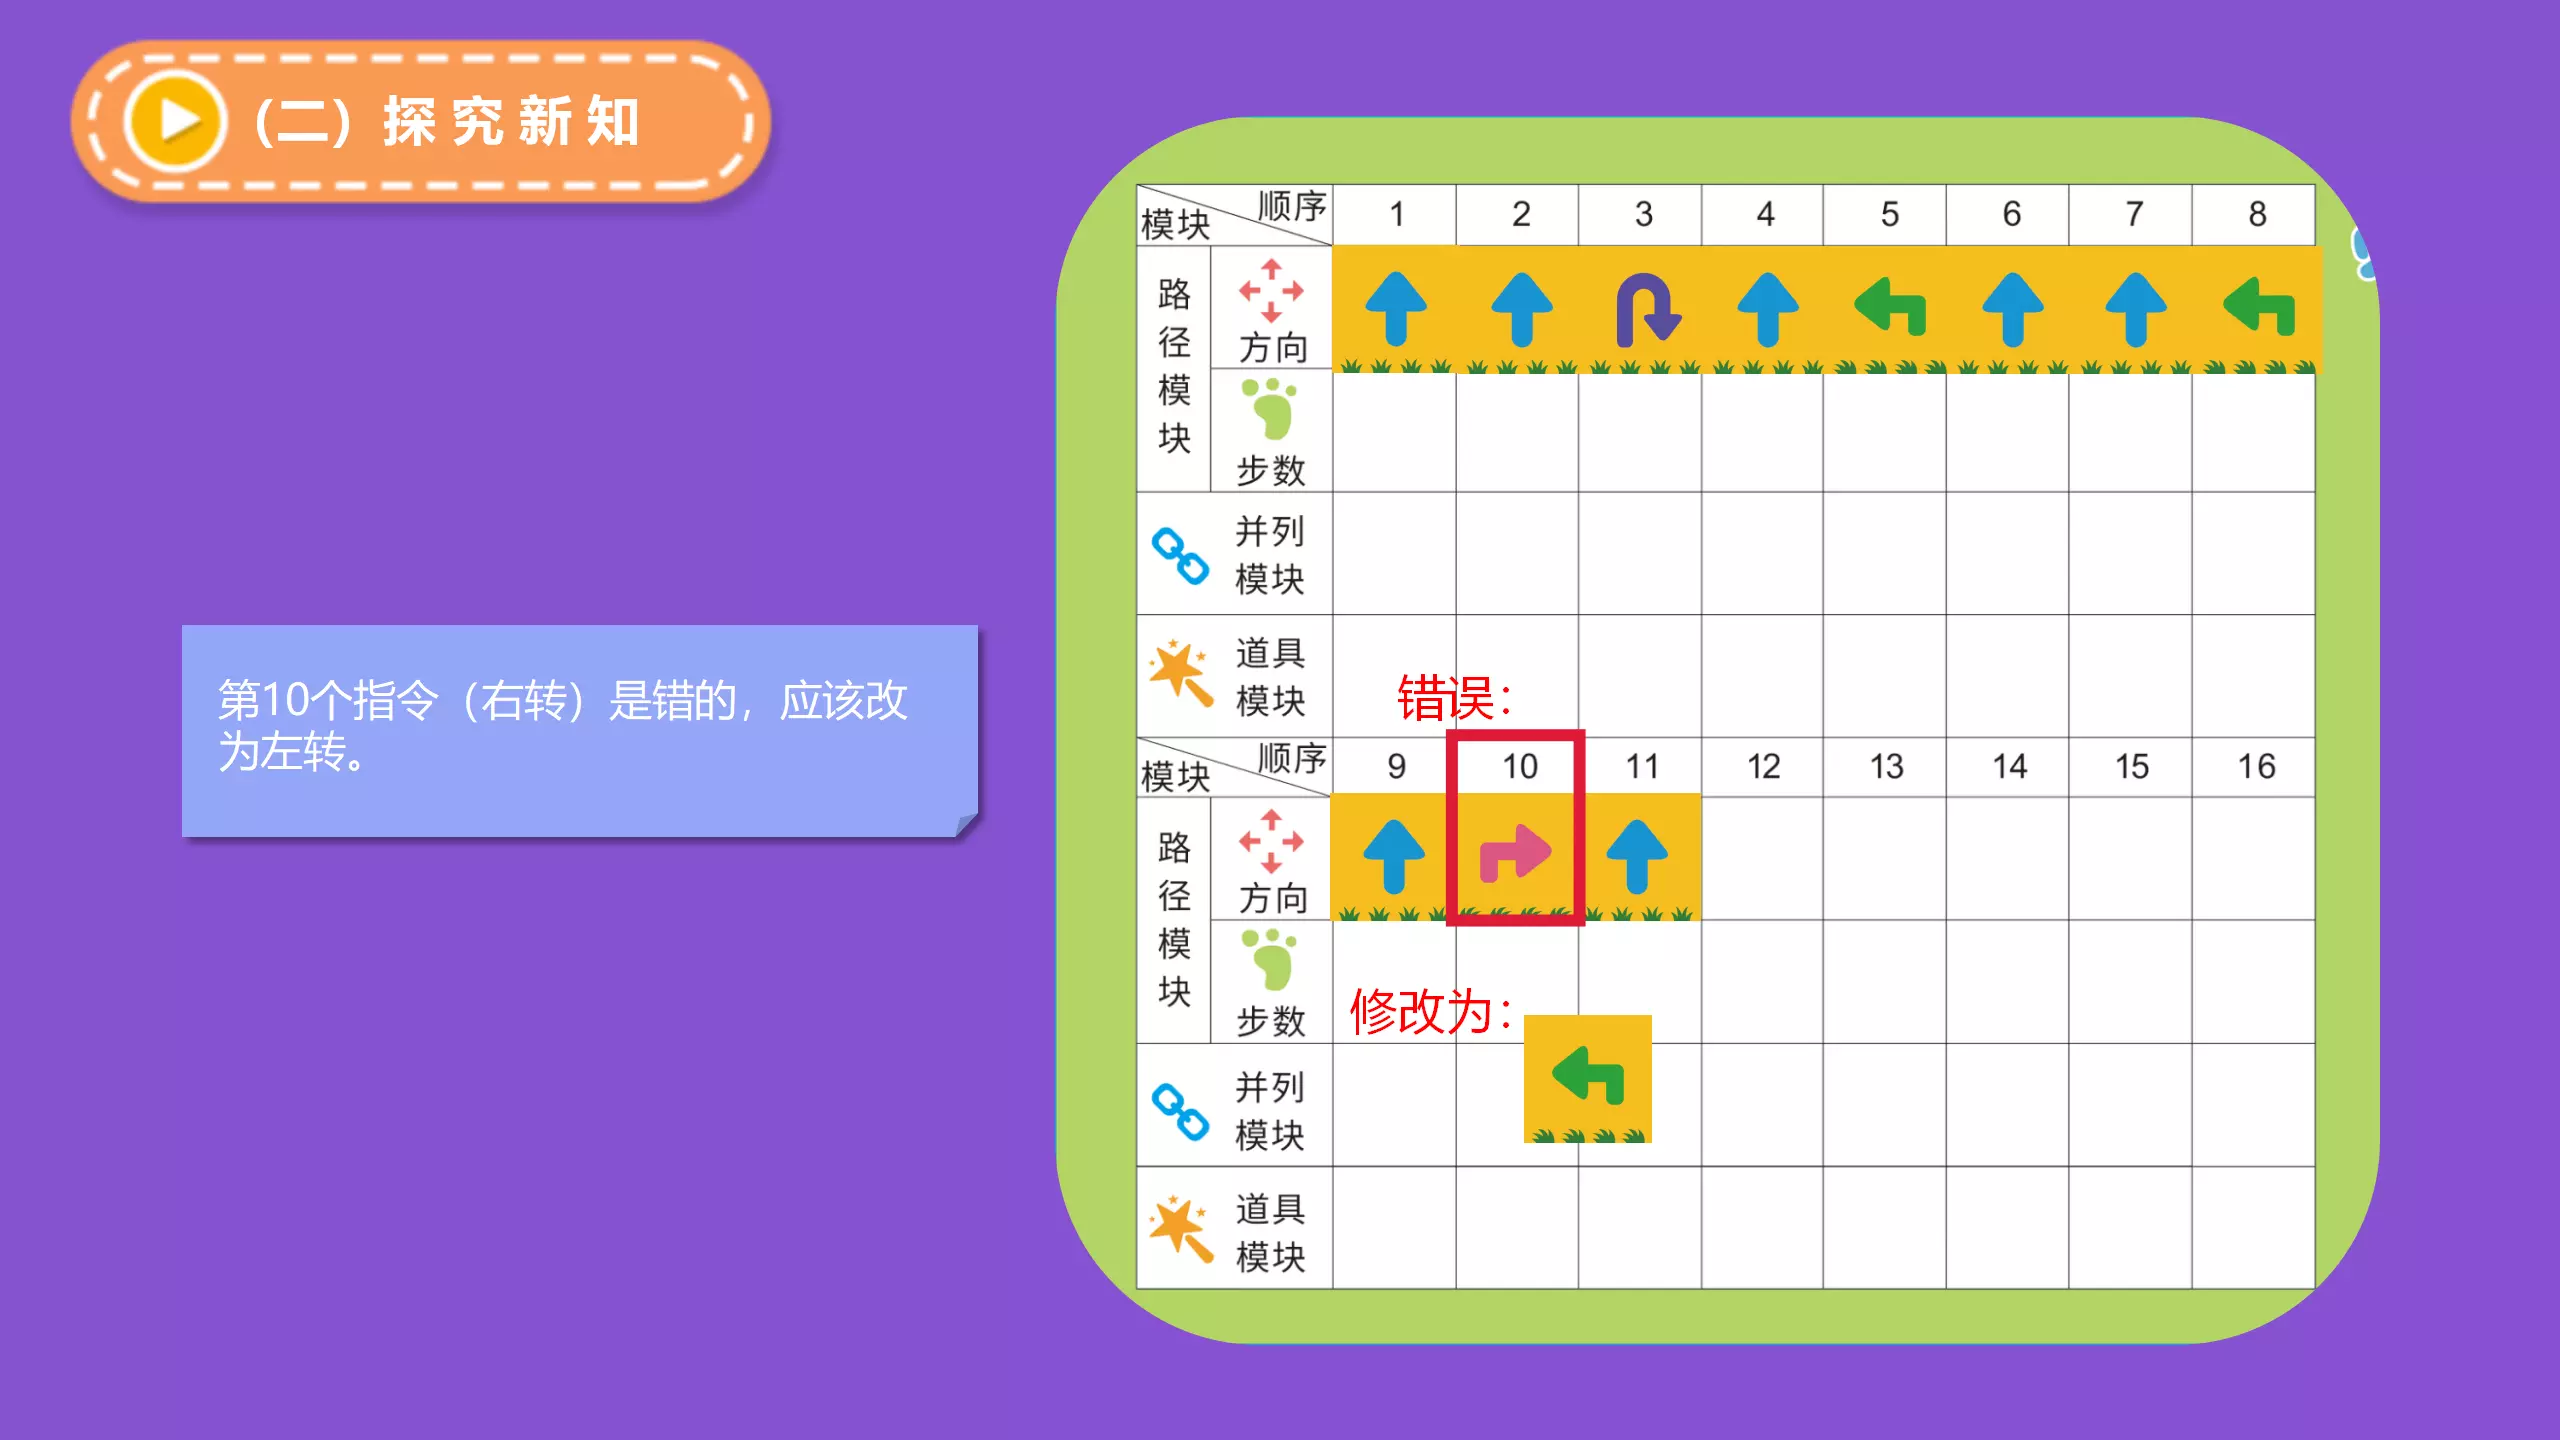 (二) 探究新知
第10个指令（右转）是错的，应该改
为左转。
顺序
模块
1 2 3 4 5 6 7 8
路径模块
方向
步数
并列
模块
道具
模块
错误：
顺序
模块
9 10 11 12 13 14 15 16
路径模块
方向
步数
修改为：
并列
模块
道具
模块